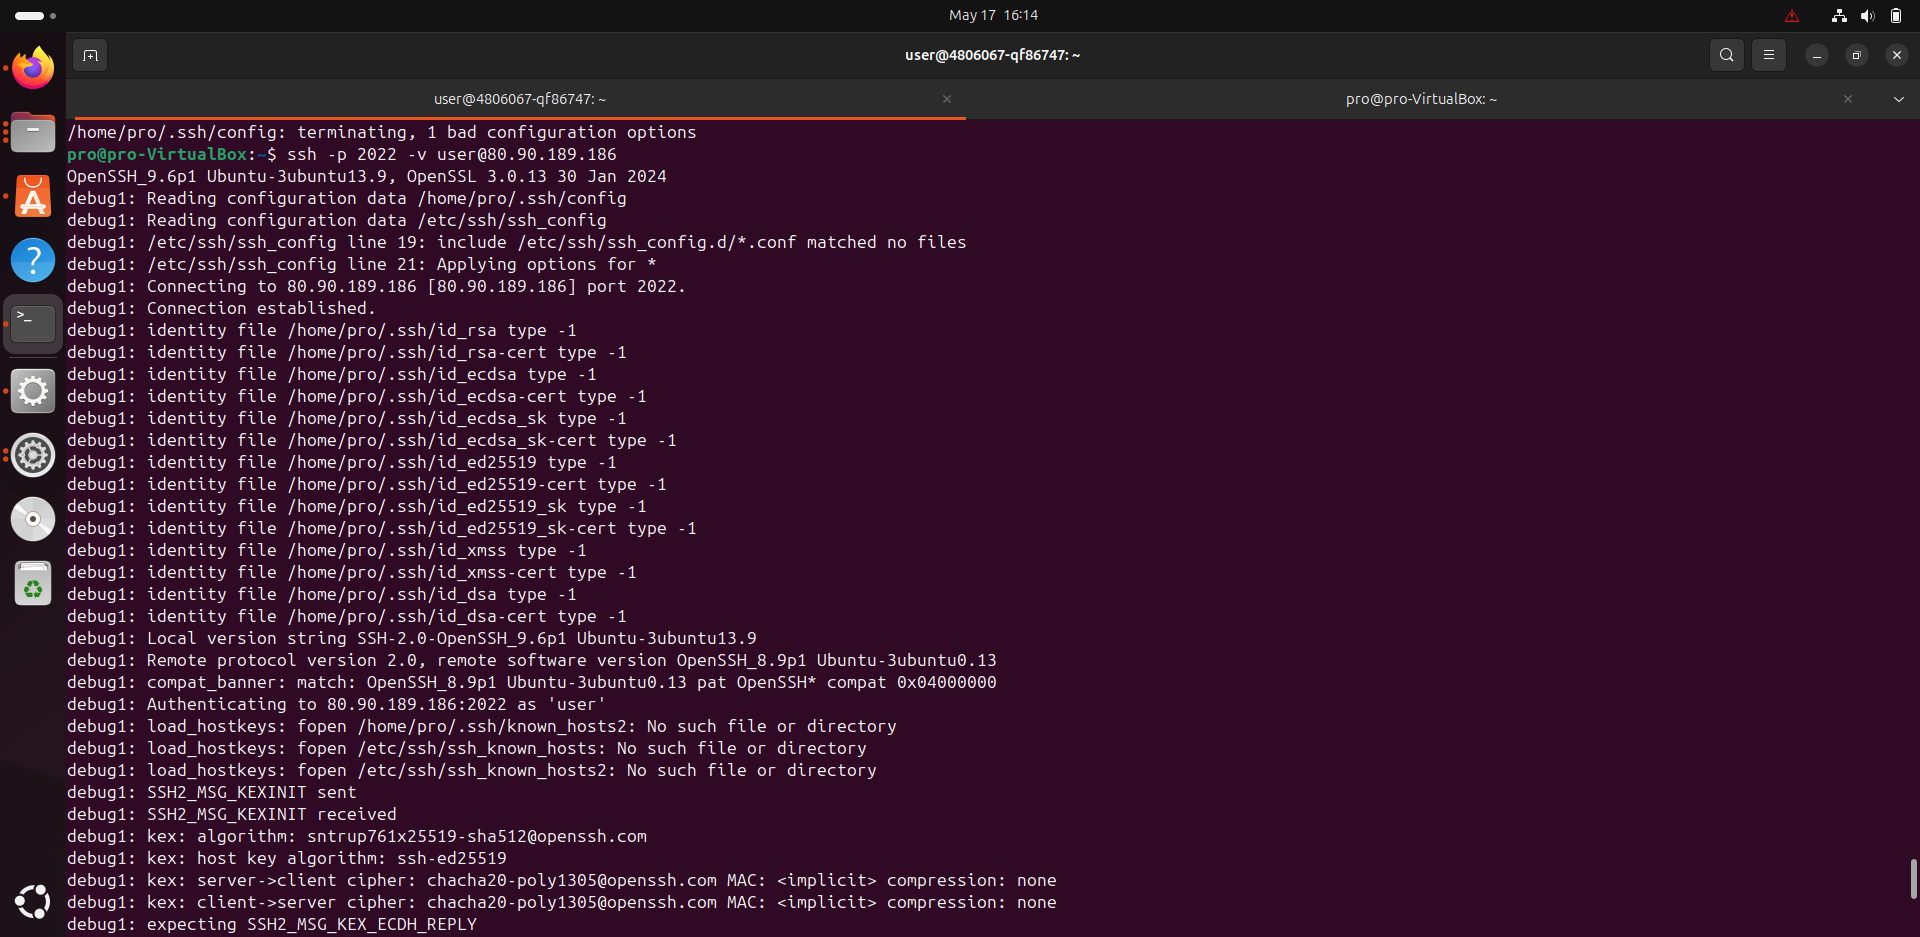 May 17 16:14
user@4806067-qf86747: ~
user@4806067-qf86747: ~
pro@pro-VirtualBox: ~
/home/pro/.ssh/config: terminating, 1 bad configuration options
pro@pro-VirtualBox:~$ ssh -p 2022 -v user@80.90.189.186
OpenSSH_9.6p1 Ubuntu-3ubuntu13.9, OpenSSL 3.0.13 30 Jan 2024
debug1: Reading configuration data /home/pro/.ssh/config
debug1: Reading configuration data /etc/ssh/ssh_config
debug1: /etc/ssh/ssh_config line 19: include /etc/ssh/ssh_config.d/*.conf matched no files
debug1: /etc/ssh/ssh_config line 21: Applying options for *
debug1: Connecting to 80.90.189.186 [80.90.189.186] port 2022.
debug1: Connection established.
debug1: identity file /home/pro/.ssh/id_rsa type -1
debug1: identity file /home/pro/.ssh/id_rsa-cert type -1
debug1: identity file /home/pro/.ssh/id_ecdsa type -1
debug1: identity file /home/pro/.ssh/id_ecdsa-cert type -1
debug1: identity file /home/pro/.ssh/id_ecdsa_sk type -1
debug1: identity file /home/pro/.ssh/id_ecdsa_sk-cert type -1
debug1: identity file /home/pro/.ssh/id_ed25519 type -1
debug1: identity file /home/pro/.ssh/id_ed25519-cert type -1
debug1: identity file /home/pro/.ssh/id_ed25519_sk type -1
debug1: identity file /home/pro/.ssh/id_ed25519_sk-cert type -1
debug1: identity file /home/pro/.ssh/id_xmss type -1
debug1: identity file /home/pro/.ssh/id_xmss-cert type -1
debug1: identity file /home/pro/.ssh/id_dsa type -1
debug1: identity file /home/pro/.ssh/id_dsa-cert type -1
debug1: Local version string SSH-2.0-OpenSSH_9.6p1 Ubuntu-3ubuntu13.9
debug1: Remote protocol version 2.0, remote software version OpenSSH_8.9p1 Ubuntu-3ubuntu0.13
debug1: compat_banner: match: OpenSSH_8.9p1 Ubuntu-3ubuntu0.13 pat OpenSSH* compat 0x04000000
debug1: Authenticating to 80.90.189.186:2022 as 'user'
debug1: load_hostkeys: fopen /home/pro/.ssh/known_hosts2: No such file or directory
debug1: load_hostkeys: fopen /etc/ssh/ssh_known_hosts: No such file or directory
debug1: load_hostkeys: fopen /etc/ssh/ssh_known_hosts2: No such file or directory
debug1: SSH2_MSG_KEXINIT sent
debug1: SSH2_MSG_KEXINIT received
debug1: kex: algorithm: sntrup761x25519-sha512@openssh.com
debug1: kex: host key algorithm: ssh-ed25519
debug1: kex: server->client cipher: chacha20-poly1305@openssh.com MAC: <implicit> compression: none
debug1: kex: client->server cipher: chacha20-poly1305@openssh.com MAC: <implicit> compression: none
debug1: expecting SSH2_MSG_KEX_ECDH_REPLY